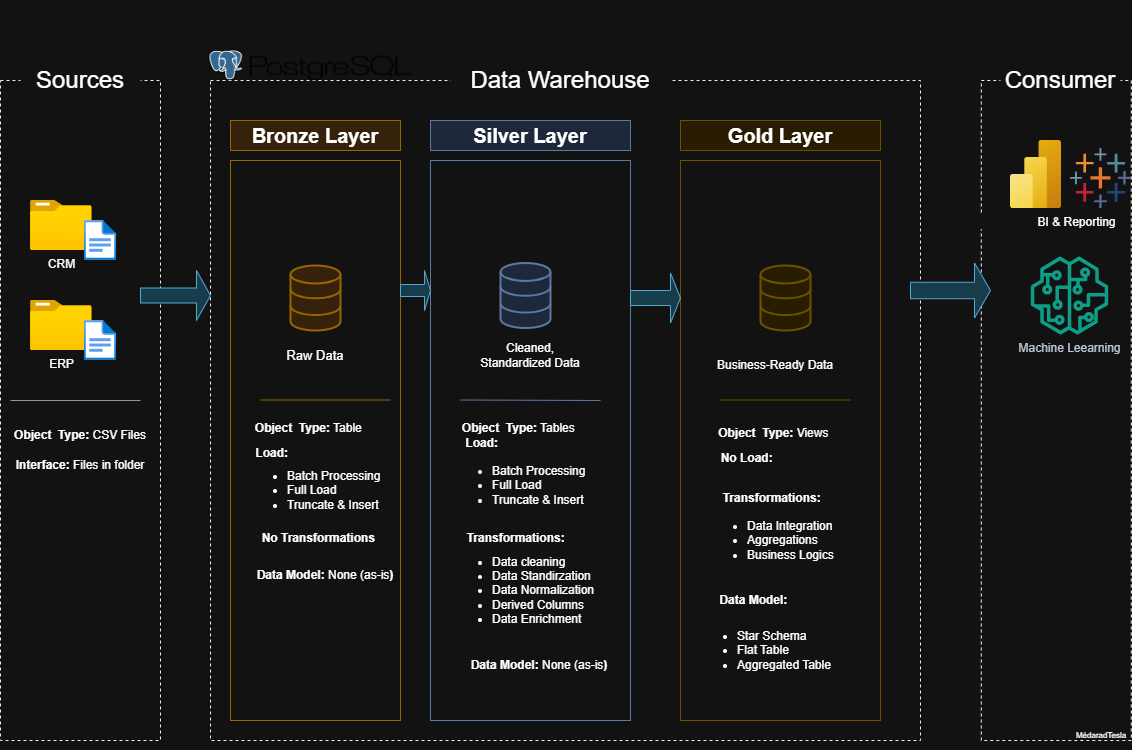 PostgreSQL
Sources
Data Warehouse
Consumer
CRM
ERP
Object Type: CSV Files
Interface: Files in folder
Bronze Layer
Raw Data
Object Type: Table
Load:
• Batch Processing
• Full Load
• Truncate & Insert
No Transformations
Data Model: None (as-is)
Silver Layer
Cleaned,
Standardized Data
Object Type: Tables
Load:
• Batch Processing
• Full Load
• Truncate & Insert
Transformations:
• Data cleaning
• Data Standirzation
• Data Normalization
• Derived Columns
• Data Enrichment
Data Model: None (as-is)
Gold Layer
Business-Ready Data
Object Type: Views
No Load:
Transformations:
• Data Integration
• Aggregations
• Business Logics
Data Model:
• Star Schema
• Flat Table
• Aggregated Table
BI & Reporting
Machine Leearning
MédaradTesla